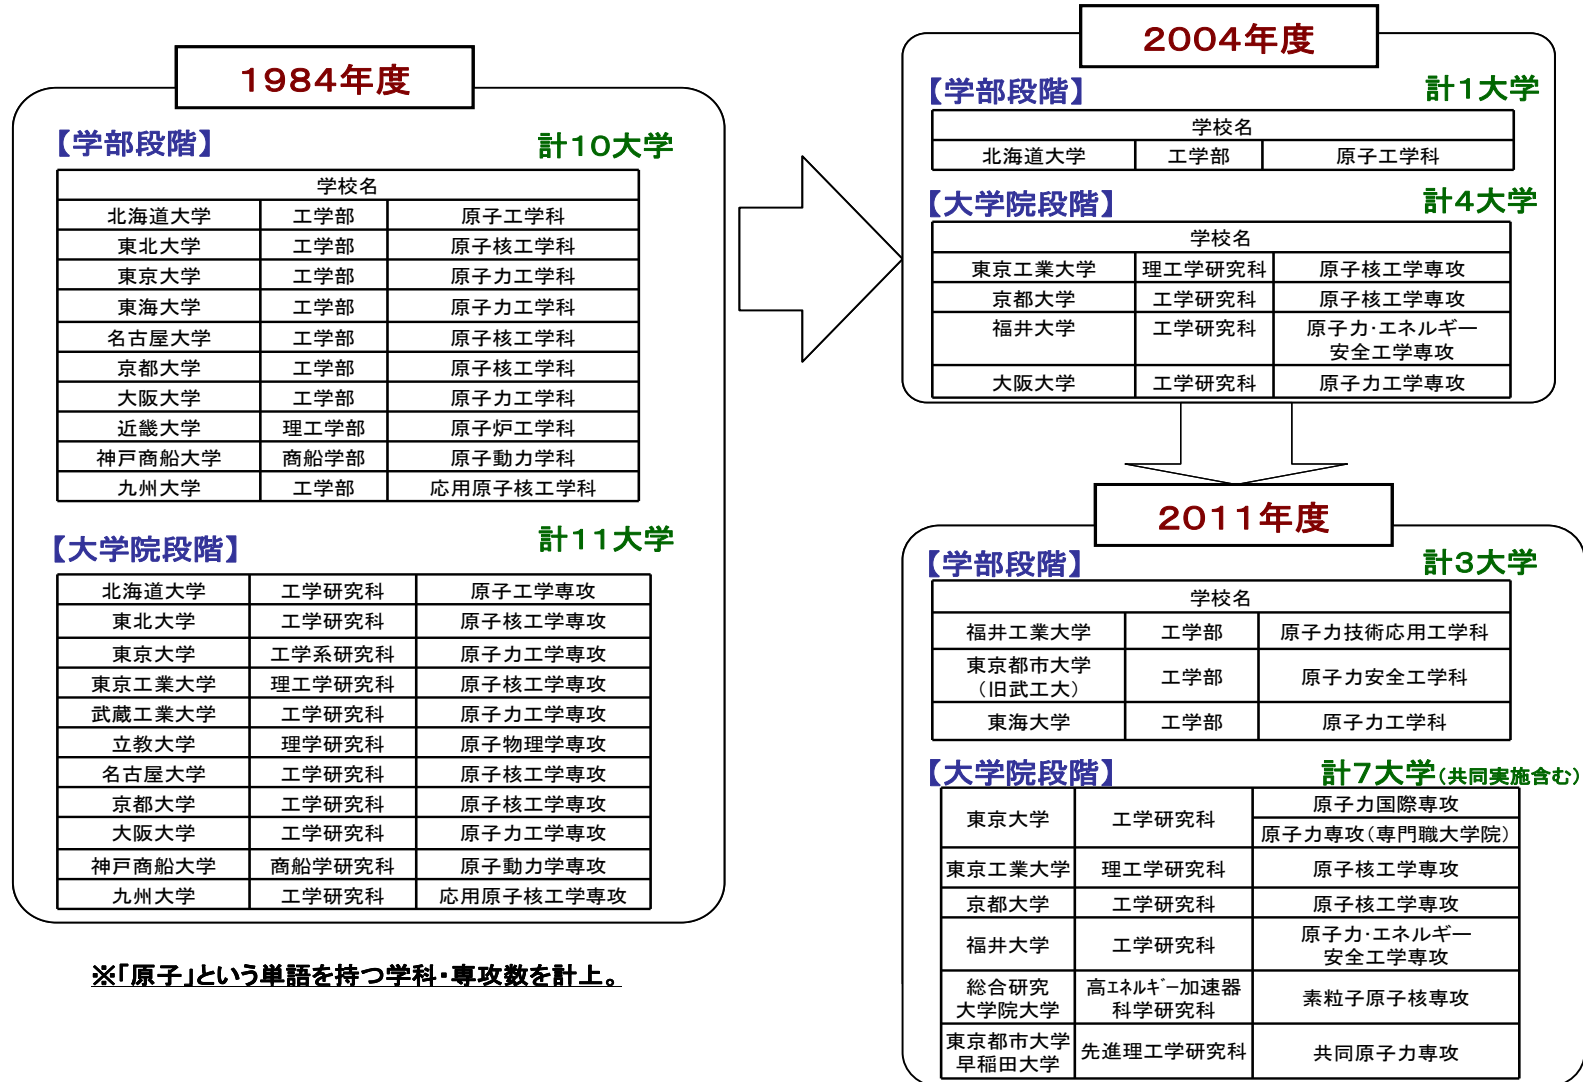 1984年度
【学部段階】 計10大学
学校名
北海道大学 工学部 原子工学科
東北大学 工学部 原子核工学科
東京大学 工学部 原子力工学科
東海大学 工学部 原子力工学科
名古屋大学 工学部 原子核工学科
京都大学 工学部 原子核工学科
大阪大学 工学部 原子力工学科
近畿大学 理工学部 原子炉工学科
神戸商船大学 商船学部 原子動力学科
九州大学 工学部 応用原子核工学科
【大学院段階】 計11大学
北海道大学 工学研究科 原子工学専攻
東北大学 工学研究科 原子核工学専攻
東京大学 工学系研究科 原子力工学専攻
東京工業大学 理工学研究科 原子核工学専攻
武蔵工業大学 工学研究科 原子力工学専攻
立教大学 理学研究科 原子物理学専攻
名古屋大学 工学研究科 原子核工学専攻
京都大学 工学研究科 原子核工学専攻
大阪大学 工学研究科 原子力工学専攻
神戸商船大学 商船学研究科 原子動力学専攻
九州大学 工学研究科 応用原子核工学専攻
※「原子」という単語を持つ学科・専攻数を計上。
2004年度
【学部段階】 計1大学
学校名
北海道大学 工学部 原子工学科
【大学院段階】 計4大学
学校名
東京工業大学 理工学研究科 原子核工学専攻
京都大学 工学研究科 原子核工学専攻
福井大学 工学研究科 原子力・エネルギー
安全工学専攻
大阪大学 工学研究科 原子力工学専攻
2011年度
【学部段階】 計3大学
学校名
福井工業大学 工学部 原子力技術応用工学科
東京都市大学
（旧武工大） 工学部 原子力安全工学科
東海大学 工学部 原子力工学科
【大学院段階】 計7大学（共同実施含む）
東京大学 工学研究科 原子力国際専攻
原子力専攻（専門職大学院）
東京工業大学 理工学研究科 原子核工学専攻
京都大学 工学研究科 原子核工学専攻
福井大学 工学研究科 原子力・エネルギー
安全工学専攻
総合研究 高ｴﾈﾙｷﾞｰ加速器
大学院大学 科学研究科 素粒子原子核専攻
東京都市大学
早稲田大学 先進理工学研究科 共同原子力専攻